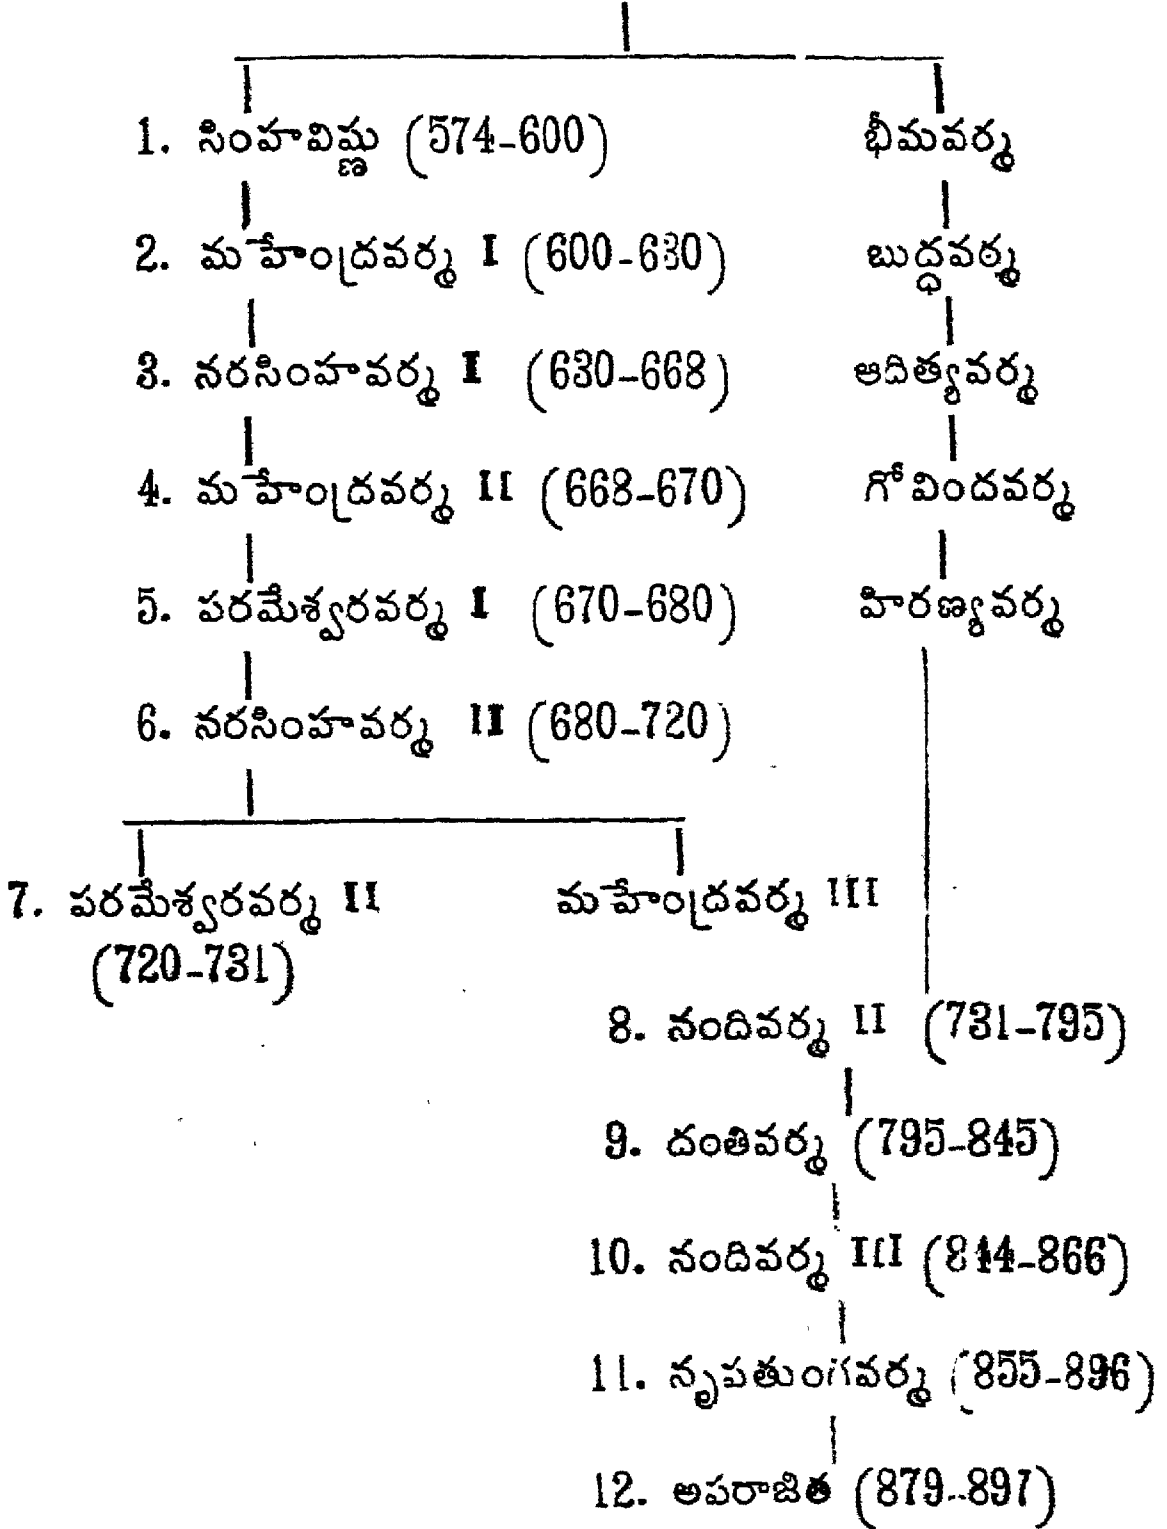 1. సింహవిష్ణు (574-600) భీమవర్మ
2. మహేంద్రవర్మ I (600-630) బుద్ధవర్మ
3. నరసింహవర్మ I (630-668) ఆదిత్యవర్మ
4. మహేంద్రవర్మ II (668-670) గోవిందవర్మ
5. పరమేశ్వరవర్మ I (670-680) హిరణ్యవర్మ
6. నరసింహవర్మ II (680-720)
7. పరమేశ్వరవర్మ II మహేంద్రవర్మ III
(720-731)
8. నందివర్మ II (731-795)
9. దంతివర్మ (795-845)
10. నందివర్మ III (844-866)
11. నృపతుంగవర్మ (855-896)
12. అపరాజిత (879-897)